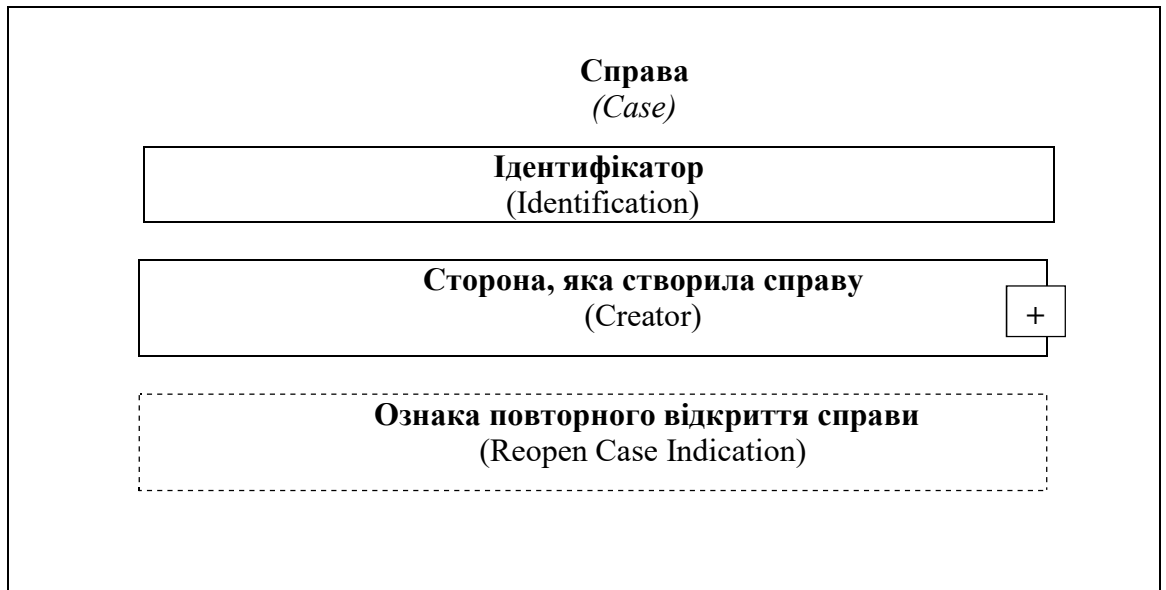 Справа
(Case)
Ідентифікатор
(Identification)
Сторона, яка створила справу
(Creator)
+
Ознака повторного відкриття справи
(Reopen Case Indication)